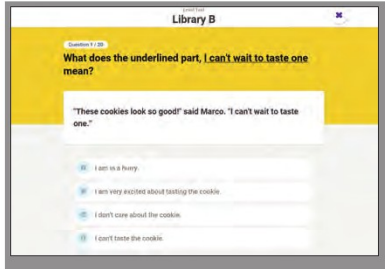 Library B
Question 1 / 20
What does the underlined part, I can't wait to taste one
mean?
"These cookies look so good!" said Marco. "I can't wait to taste
one."
I am in a hurry.
I am very excited about tasting the cookie.
I don't care about the cookie.
I can't taste the cookie.